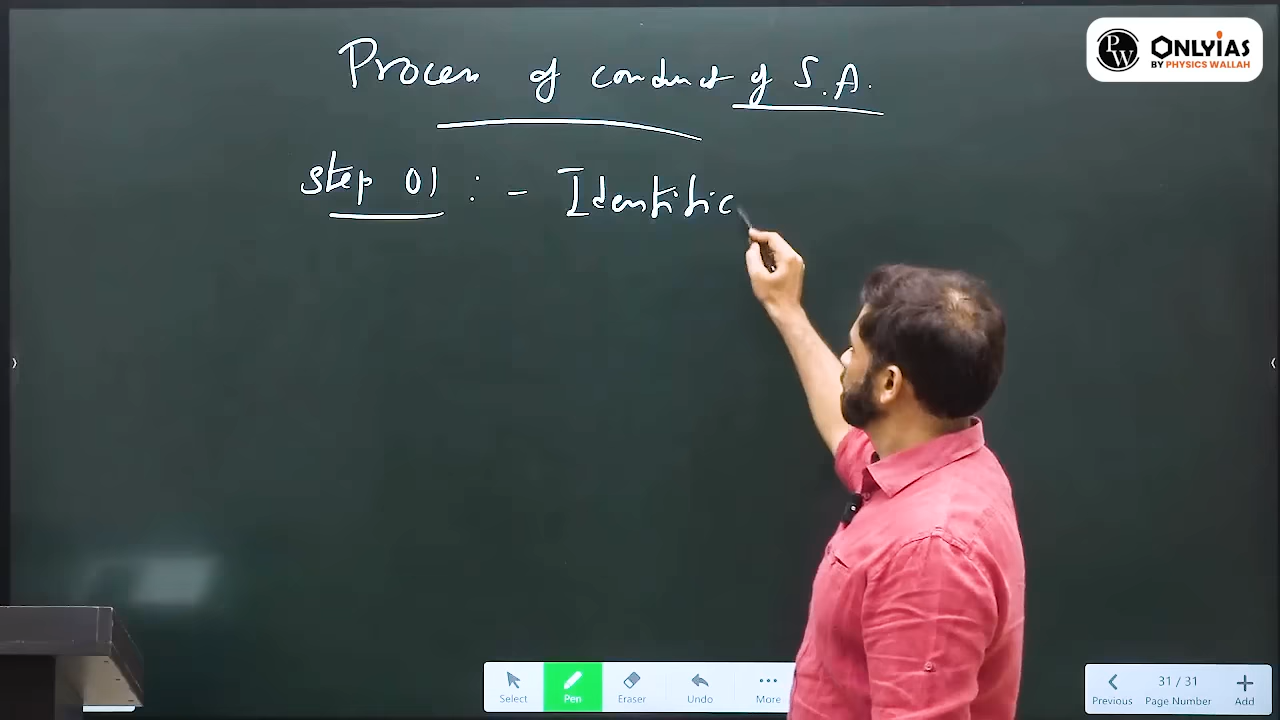 Process of conduct of S.A.
Step 01 : - Identific
PW
ONLYIAS
BY PHYSICS WALLAH
Select
Pen
Eraser
Undo
More
Previous
31 / 31
Page Number
Add